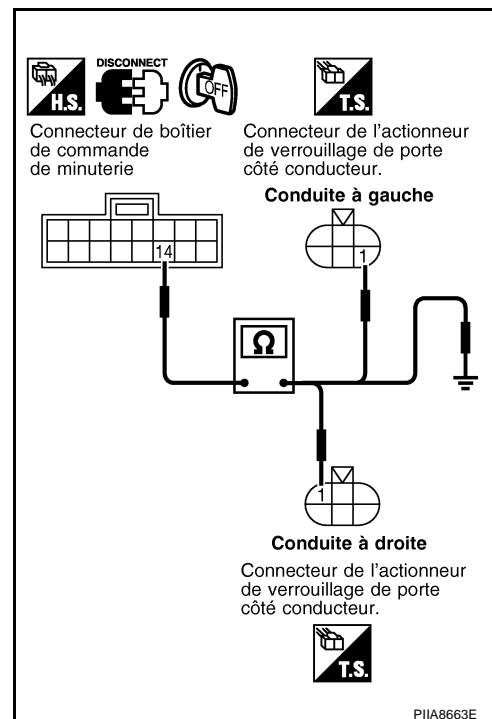 DISCONNECT
H.S.
OFF
T.S.
Connecteur de boîtier
de commande
de minuterie
Connecteur de l'actionneur
de verrouillage de porte
côté conducteur.
Conduite à gauche
14
1
Ω
1
Conduite à droite
Connecteur de l'actionneur
de verrouillage de porte
côté conducteur.
T.S.
PIIA8663E